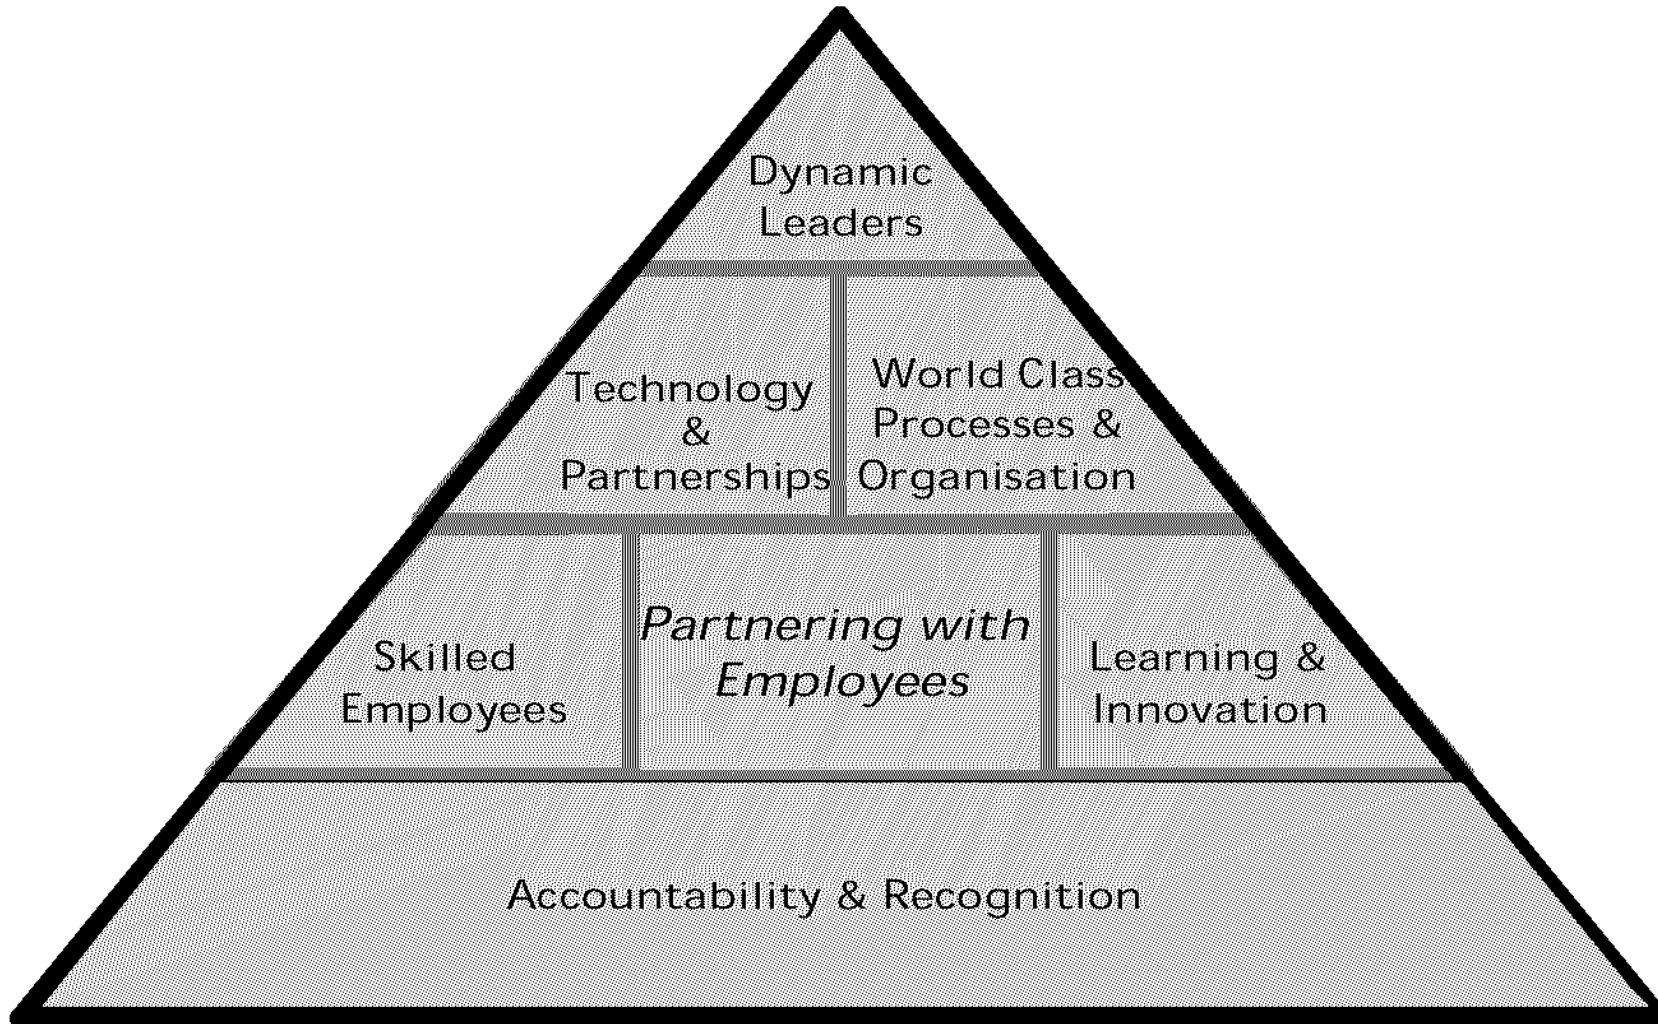 Dynamic
Leaders
Technology
&
Partnerships
World Class
Processes &
Organisation
Skilled
Employees
Partnering with
Employees
Learning &
Innovation
Accountability & Recognition